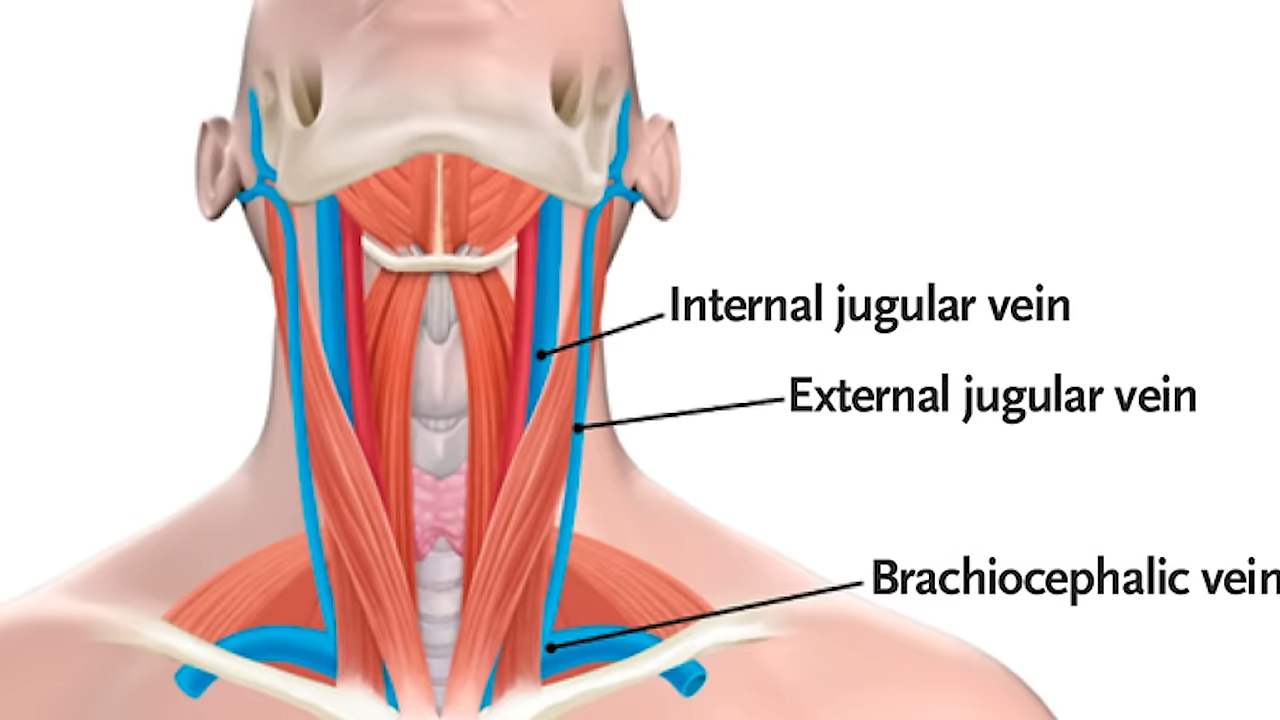 Internal jugular vein
External jugular vein
Brachiocephalic vein